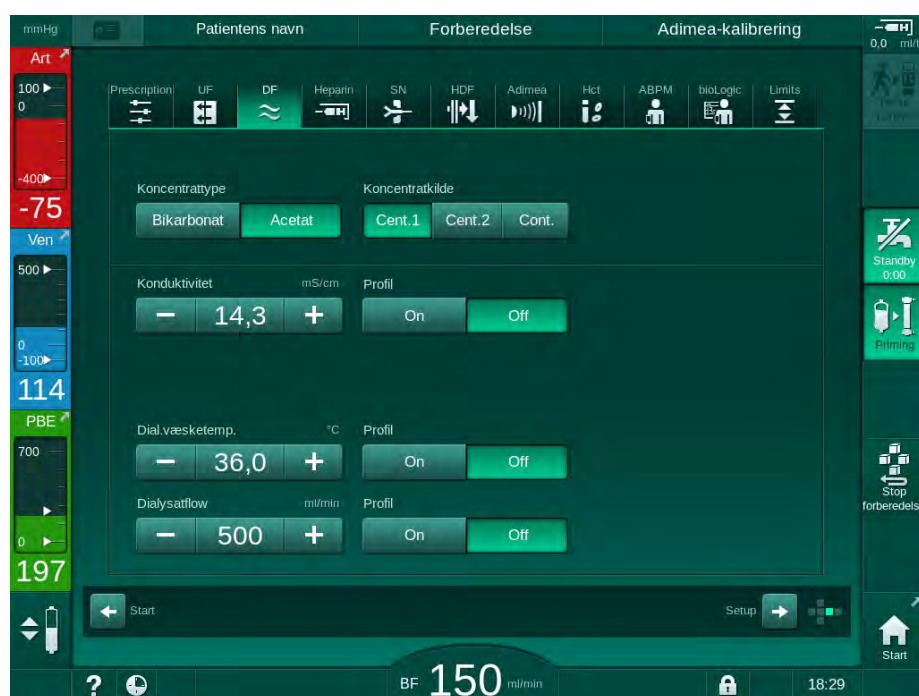 mmHg
Patientens navn
Forberedelse
Adimea-kalibrering
0,0 ml/
Art
100
0
-400
-75
Ven
500
0
-100
114
PBE
700
0
197
Prescription
UF
DF
Heparin
SN
HDF
Adimea
Hct
ABPM
bioLogic
Limits
Koncentrattype
Koncentratkilde
Bikarbonat
Acetat
Cent.1
Cent.2
Cont.
Konduktivitet
mS/cm
Profil
14,3
On
Off
Dial.væsketemp.
°C
Profil
36,0
On
Off
Dialysatflow
ml/min
Profil
500
On
Off
Start
Setup
Standby
0:00
Priming
Stop
forberedels
Start
?
BF 150 ml/min
18:29